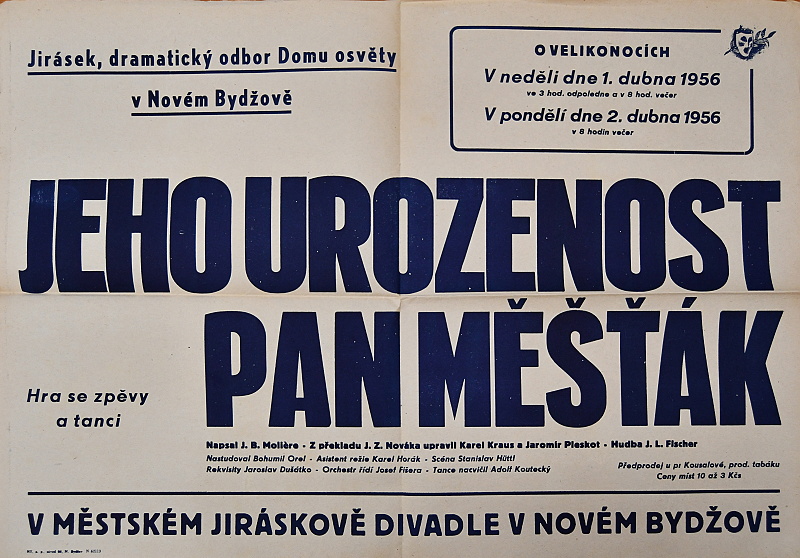 Jirásek, dramatický odbor Domu osvěty
v Novém Bydžově
O VELIKONOCÍCH
V neděli dne 1. dubna 1956
ve 3 hod. odpoledne a v 8 hod. večer
V pondělí dne 2. dubna 1956
v 8 hodin večer
JEHO UROZENOST
PAN MĚŠŤÁK
Hra se zpěvy
a tanci
Napsal J. B. Molière - Z překladu J. Z. Nováka upravil Karel Kraus a Jaromír Pleskot - Hudba J. L. Fischer
Nastudoval Bohumil Orel - Asistent režie Karel Horák - Scéna Stanislav Hüttl
Rekvisity Jaroslav Dušátko - Orchestr řídí Josef Fišera - Tance nacvičil Adolf Koutecký
Předprodej u pí Kousalové, prod. tabáku
Ceny míst 10 až 3 Kčs
V MĚSTSKÉM JIRÁSKOVĚ DIVADLE V NOVÉM BYDŽOVĚ